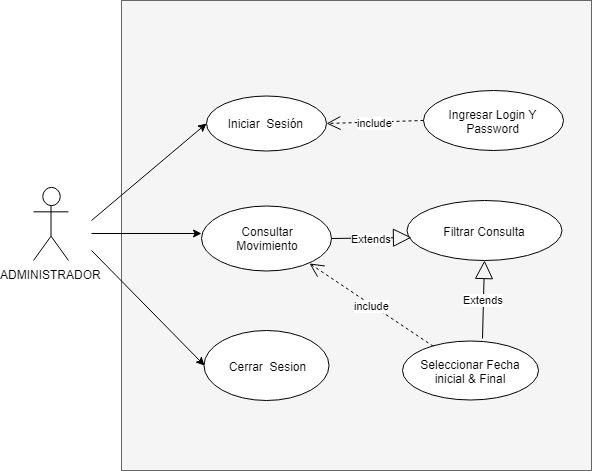 Iniciar Sesión
include
Ingresar Login Y
Password
ADMINISTRADOR
Consultar
Movimiento
Extends
Filtrar Consulta
Extends
include
Cerrar Sesion
Seleccionar Fecha
inicial & Final